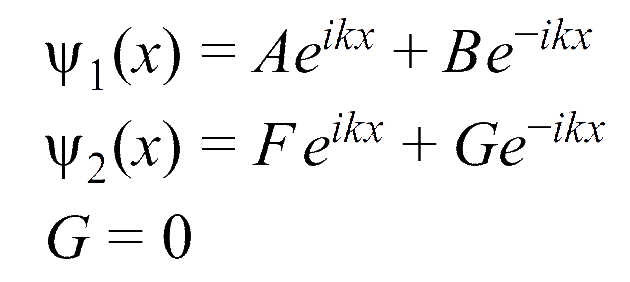 ψ₁(x) = Ae^{ikx} + Be^{−ikx}
ψ₂(x) = Fe^{ikx} + Ge^{−ikx}
G = 0